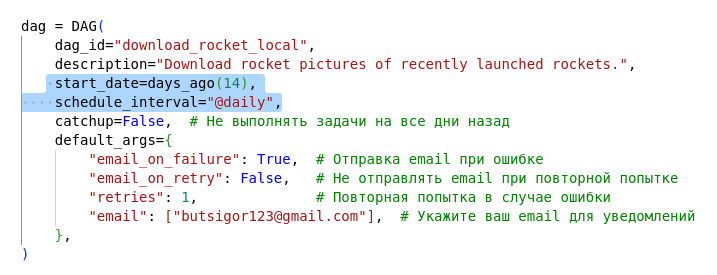 dag = DAG(
    dag_id="download_rocket_local",
    description="Download rocket pictures of recently launched rockets.",
    start_date=days_ago(14),
    schedule_interval="@daily",
    catchup=False,  # Не выполнять задачи на все дни назад
    default_args={
        "email_on_failure": True,  # Отправка email при ошибке
        "email_on_retry": False,   # Не отправлять email при повторной попытке
        "retries": 1,              # Повторная попытка в случае ошибки
        "email": ["butsigor123@gmail.com"],  # Укажите ваш email для уведомлений
    },
)